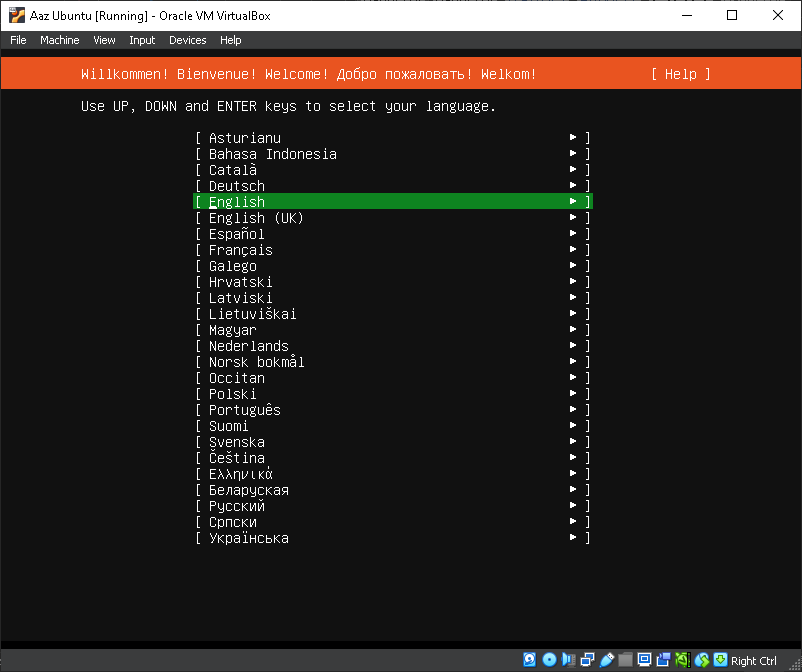 Aaz Ubuntu [Running] - Oracle VM VirtualBox
File Machine View Input Devices Help
Willkommen! Bienvenue! Welcome! Добро пожаловать! Welkom! [ Help ]
Use UP, DOWN and ENTER keys to select your language.
[ Asturianu ► ]
[ Bahasa Indonesia ► ]
[ Català ► ]
[ Deutsch ► ]
[ English ► ]
[ English (UK) ► ]
[ Español ► ]
[ Français ► ]
[ Galego ► ]
[ Hrvatski ► ]
[ Latviski ► ]
[ Lietuviškai ► ]
[ Magyar ► ]
[ Nederlands ► ]
[ Norsk bokmål ► ]
[ Occitan ► ]
[ Polski ► ]
[ Português ► ]
[ Suomi ► ]
[ Svenska ► ]
[ Čeština ► ]
[ Ελληνικά ► ]
[ Беларуская ► ]
[ Русский ► ]
[ Српски ► ]
[ Українська ► ]
Right Ctrl